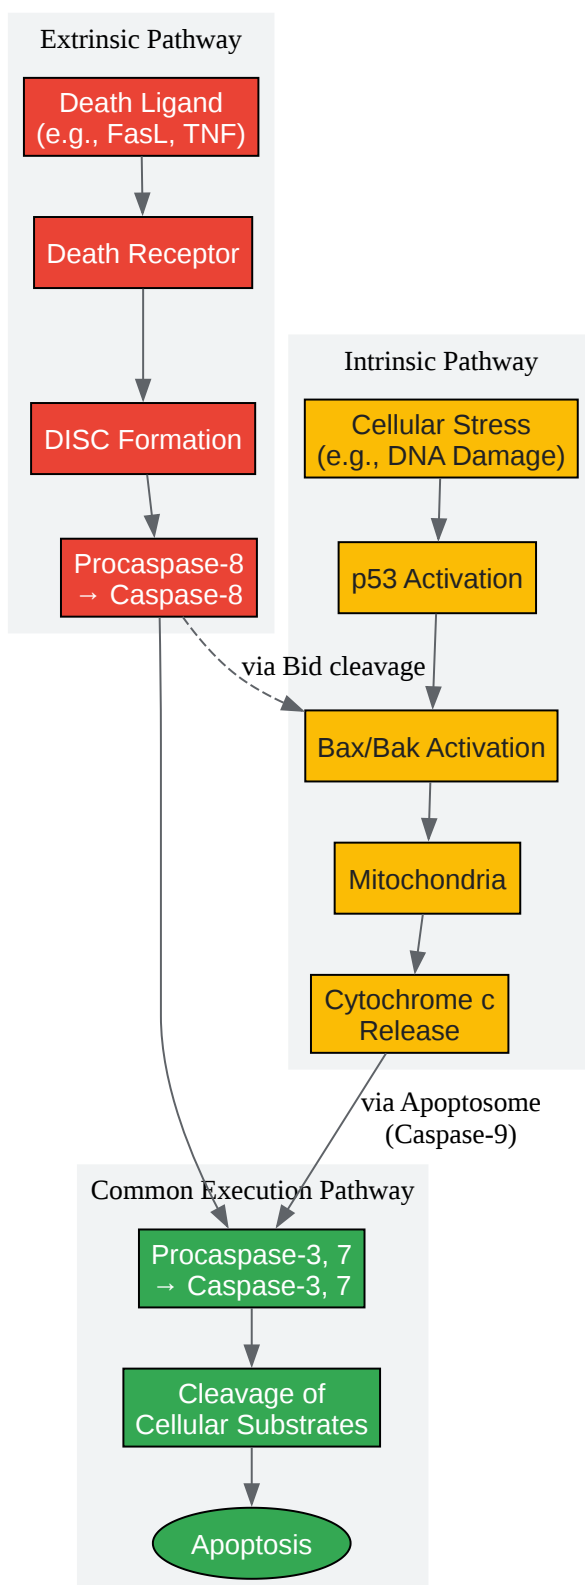 Extrinsic Pathway
Death Ligand
(e.g., FasL, TNF)
Death Receptor
DISC Formation
Procaspase-8
→ Caspase-8
Intrinsic Pathway
Cellular Stress
(e.g., DNA Damage)
p53 Activation
via Bid cleavage
Bax/Bak Activation
Mitochondria
Cytochrome c
Release
via Apoptosome
(Caspase-9)
Common Execution Pathway
Procaspase-3, 7
→ Caspase-3, 7
Cleavage of
Cellular Substrates
Apoptosis